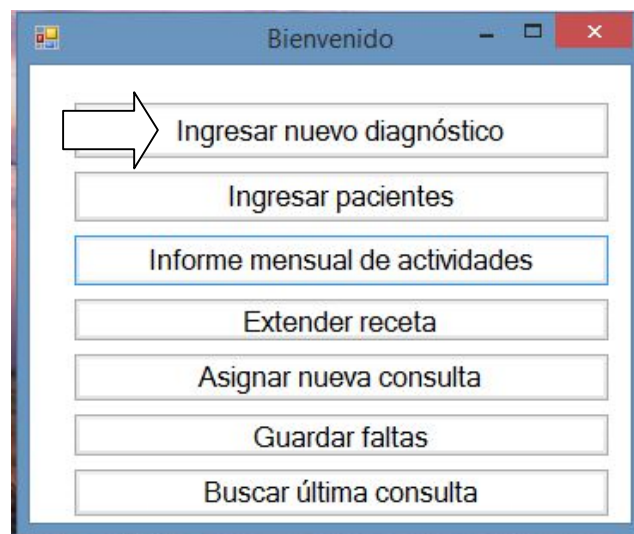 Bienvenido
Ingresar nuevo diagnóstico
Ingresar pacientes
Informe mensual de actividades
Extender receta
Asignar nueva consulta
Guardar faltas
Buscar última consulta